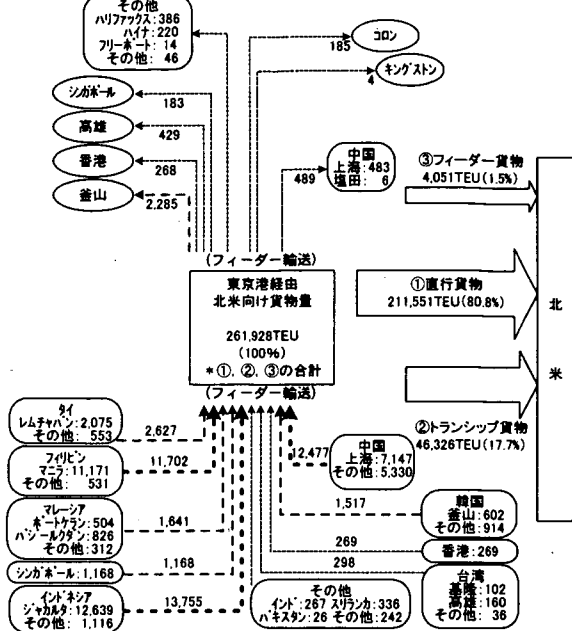 その他
ハリファックス:386
ハイナ:220
フリーポート: 14
その他: 46
コロン
185
キングストン
4
シンガポール
183
高雄
429
香港
268
釜山
2,285
中国
上海:483
塩田: 6
489
③フィーダー貨物
4,051TEU(1.5%)
(フィーダー輸送)
東京港経由
北米向け貨物量
261,928TEU
(100%)
*①、②、③の合計
(フィーダー輸送)
①直行貨物
211,551TEU(80.8%)
北
米
②トランシップ貨物
46,326TEU(17.7%)
タイ
レムチャバン:2,075
その他: 553
2,627
フィリピン
マニラ:11,171
その他: 531
11,702
マレーシア
ポートケラン:504
パシールグダン:826
その他:312
1,641
シンガポール:1,168
1,168
インドネシア
ジャカルタ:12,639
その他: 1,116
13,755
12,477
中国
上海:7,147
その他:5,330
1,517
韓国
釜山:602
その他:914
269
香港:269
298
台湾
基隆:102
高雄:160
その他: 36
その他
インド:267 スリランカ:336
パキスタン:26 その他:242